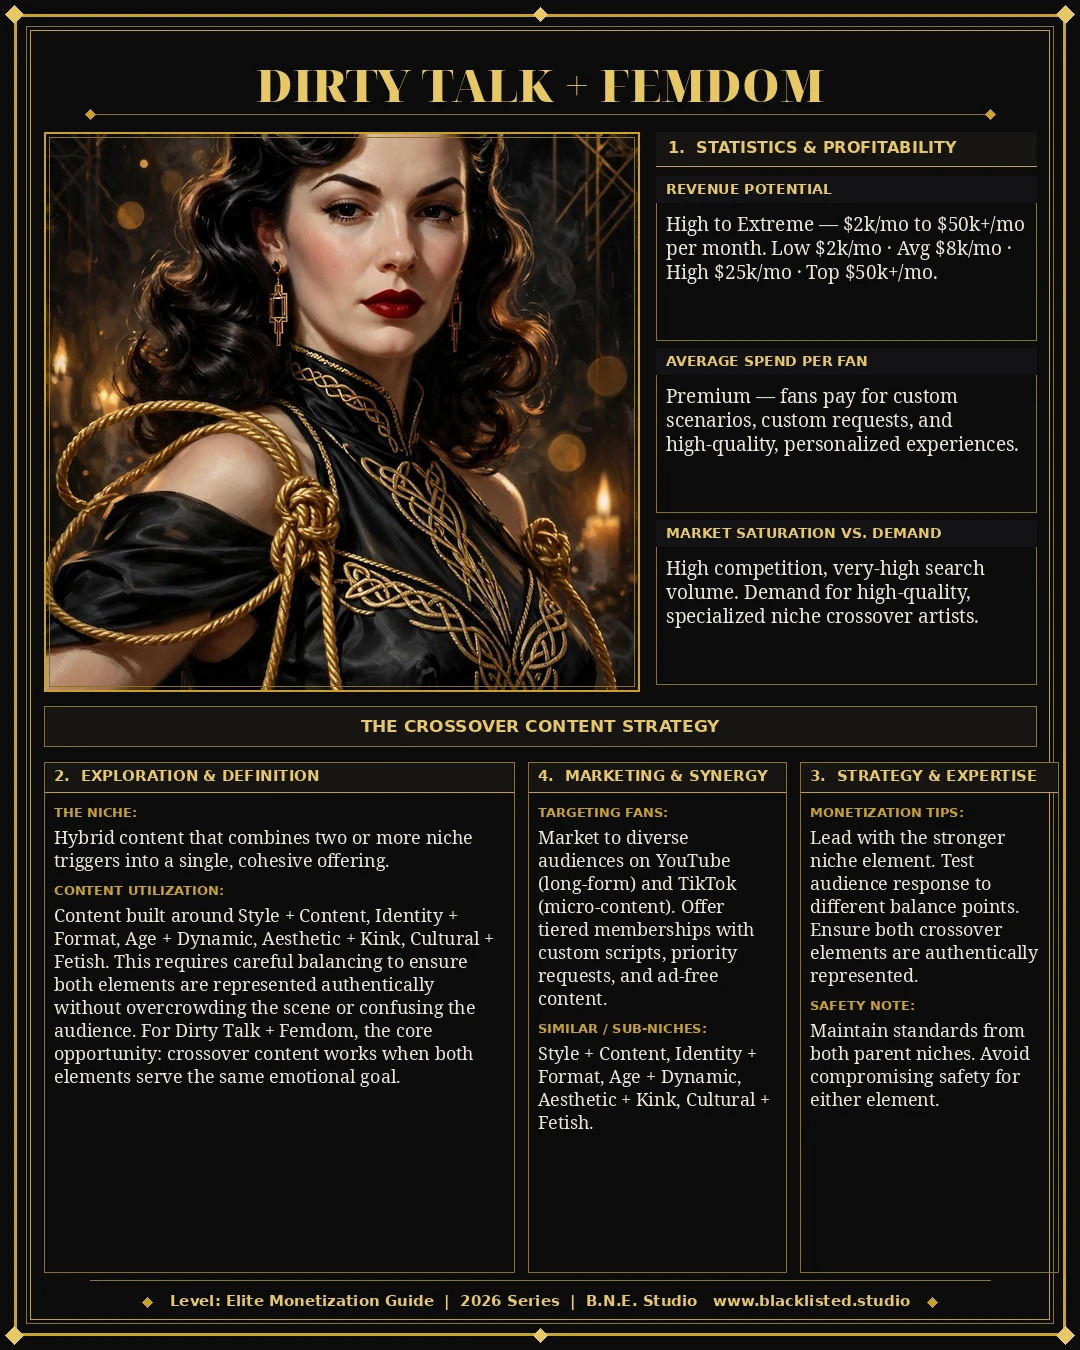 DIRTY TALK + FEMDOM
1. STATISTICS & PROFITABILITY
REVENUE POTENTIAL
High to Extreme — $2k/mo to $50k+/mo
per month. Low $2k/mo · Avg $8k/mo ·
High $25k/mo · Top $50k+/mo.
AVERAGE SPEND PER FAN
Premium — fans pay for custom
scenarios, custom requests, and
high-quality, personalized experiences.
MARKET SATURATION VS. DEMAND
High competition, very-high search
volume. Demand for high-quality,
specialized niche crossover artists.
THE CROSSOVER CONTENT STRATEGY
2. EXPLORATION & DEFINITION
THE NICHE:
Hybrid content that combines two or more niche
triggers into a single, cohesive offering.
CONTENT UTILIZATION:
Content built around Style + Content, Identity +
Format, Age + Dynamic, Aesthetic + Kink, Cultural +
Fetish. This requires careful balancing to ensure
both elements are represented authentically
without overcrowding the scene or confusing the
audience. For Dirty Talk + Femdom, the core
opportunity: crossover content works when both
elements serve the same emotional goal.
4. MARKETING & SYNERGY
TARGETING FANS:
Market to diverse
audiences on YouTube
(long-form) and TikTok
(micro-content). Offer
tiered memberships with
custom scripts, priority
requests, and ad-free
content.
SIMILAR / SUB-NICHES:
Style + Content, Identity +
Format, Age + Dynamic,
Aesthetic + Kink, Cultural +
Fetish.
3. STRATEGY & EXPERTISE
MONETIZATION TIPS:
Lead with the stronger
niche element. Test
audience response to
different balance points.
Ensure both crossover
elements are authentically
represented.
SAFETY NOTE:
Maintain standards from
both parent niches. Avoid
compromising safety for
either element.
Level: Elite Monetization Guide | 2026 Series | B.N.E. Studio www.blacklisted.studio